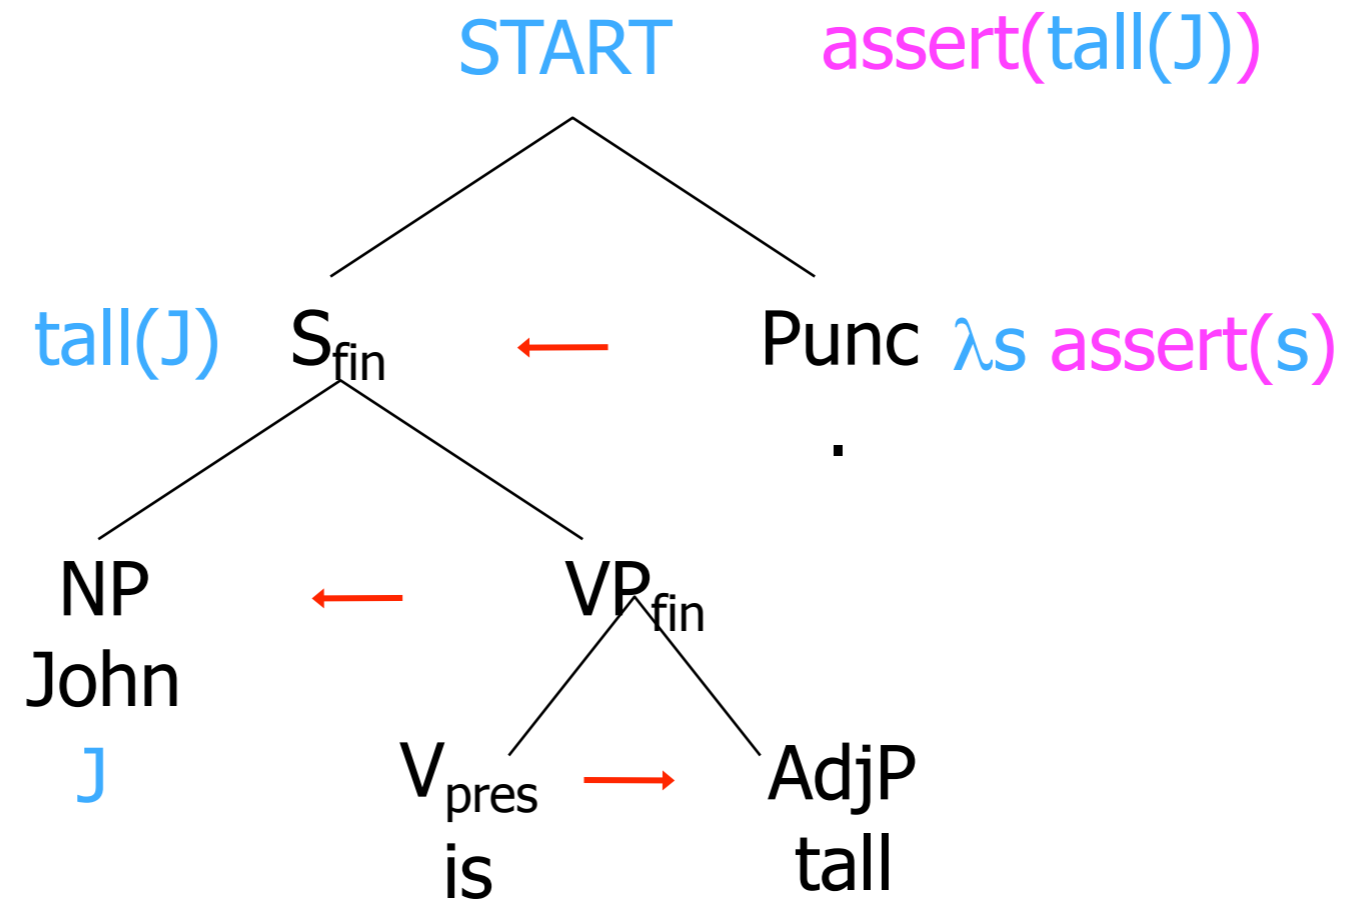 START assert(tall(J))
tall(J) S_fin Punc λs assert(s)
.
NP VP_fin
John
J V_pres AdjP
is tall